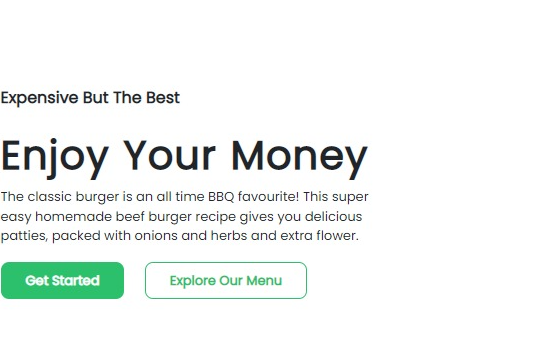 Expensive But The Best
Enjoy Your Money
The classic burger is an all time BBQ favourite! This super
easy homemade beef burger recipe gives you delicious
patties, packed with onions and herbs and extra flower.
Get Started
Explore Our Menu